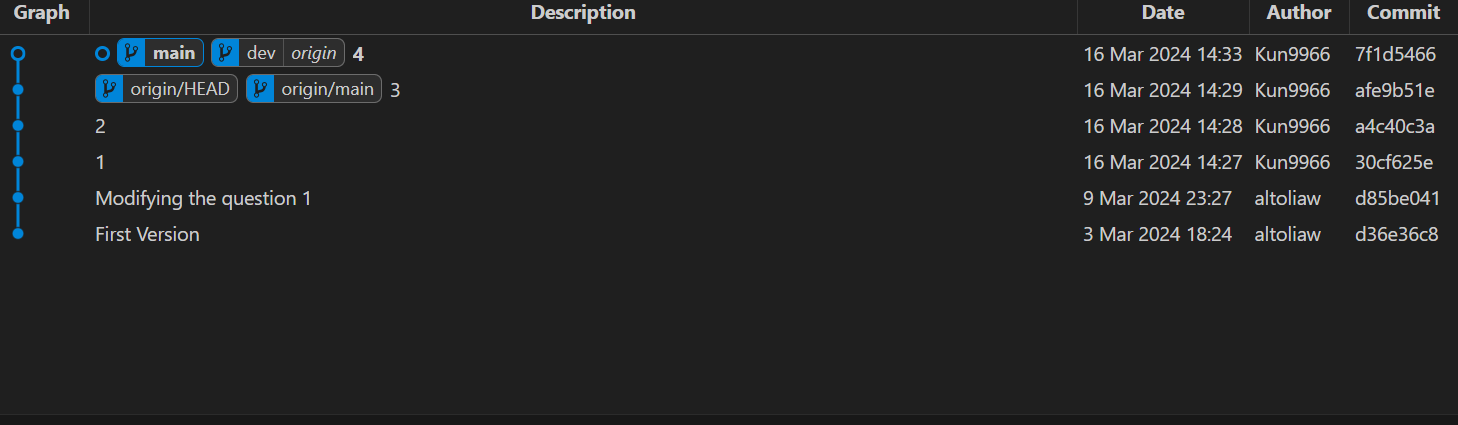 Graph Description Date Author Commit
main dev origin 4 16 Mar 2024 14:33 Kun9966 7f1d5466
origin/HEAD origin/main 3 16 Mar 2024 14:29 Kun9966 afe9b51e
2 16 Mar 2024 14:28 Kun9966 a4c40c3a
1 16 Mar 2024 14:27 Kun9966 30cf625e
Modifying the question 1 9 Mar 2024 23:27 altoliaw d85be041
First Version 3 Mar 2024 18:24 altoliaw d36e36c8